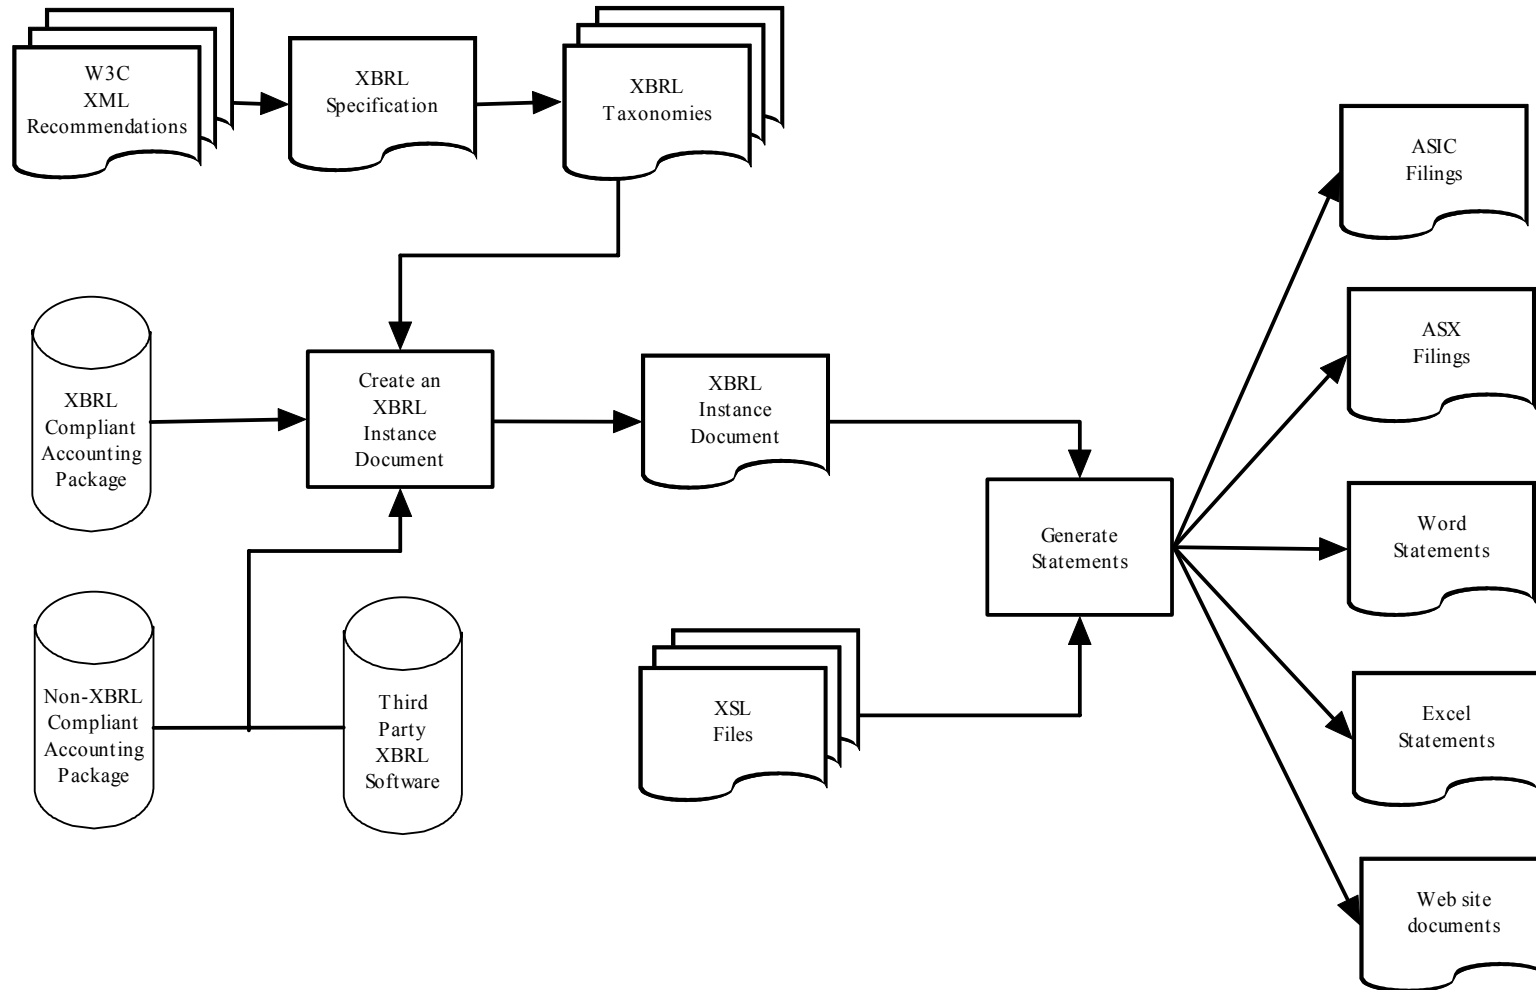 W3C
XML
Recommendations
XBRL
Specification
XBRL
Taxonomies
ASIC
Filings
XBRL
Compliant
Accounting
Package
Create an
XBRL
Instance
Document
XBRL
Instance
Document
ASX
Filings
Generate
Statements
Word
Statements
Non-XBRL
Compliant
Accounting
Package
Third
Party
XBRL
Software
XSL
Files
Excel
Statements
Web site
documents